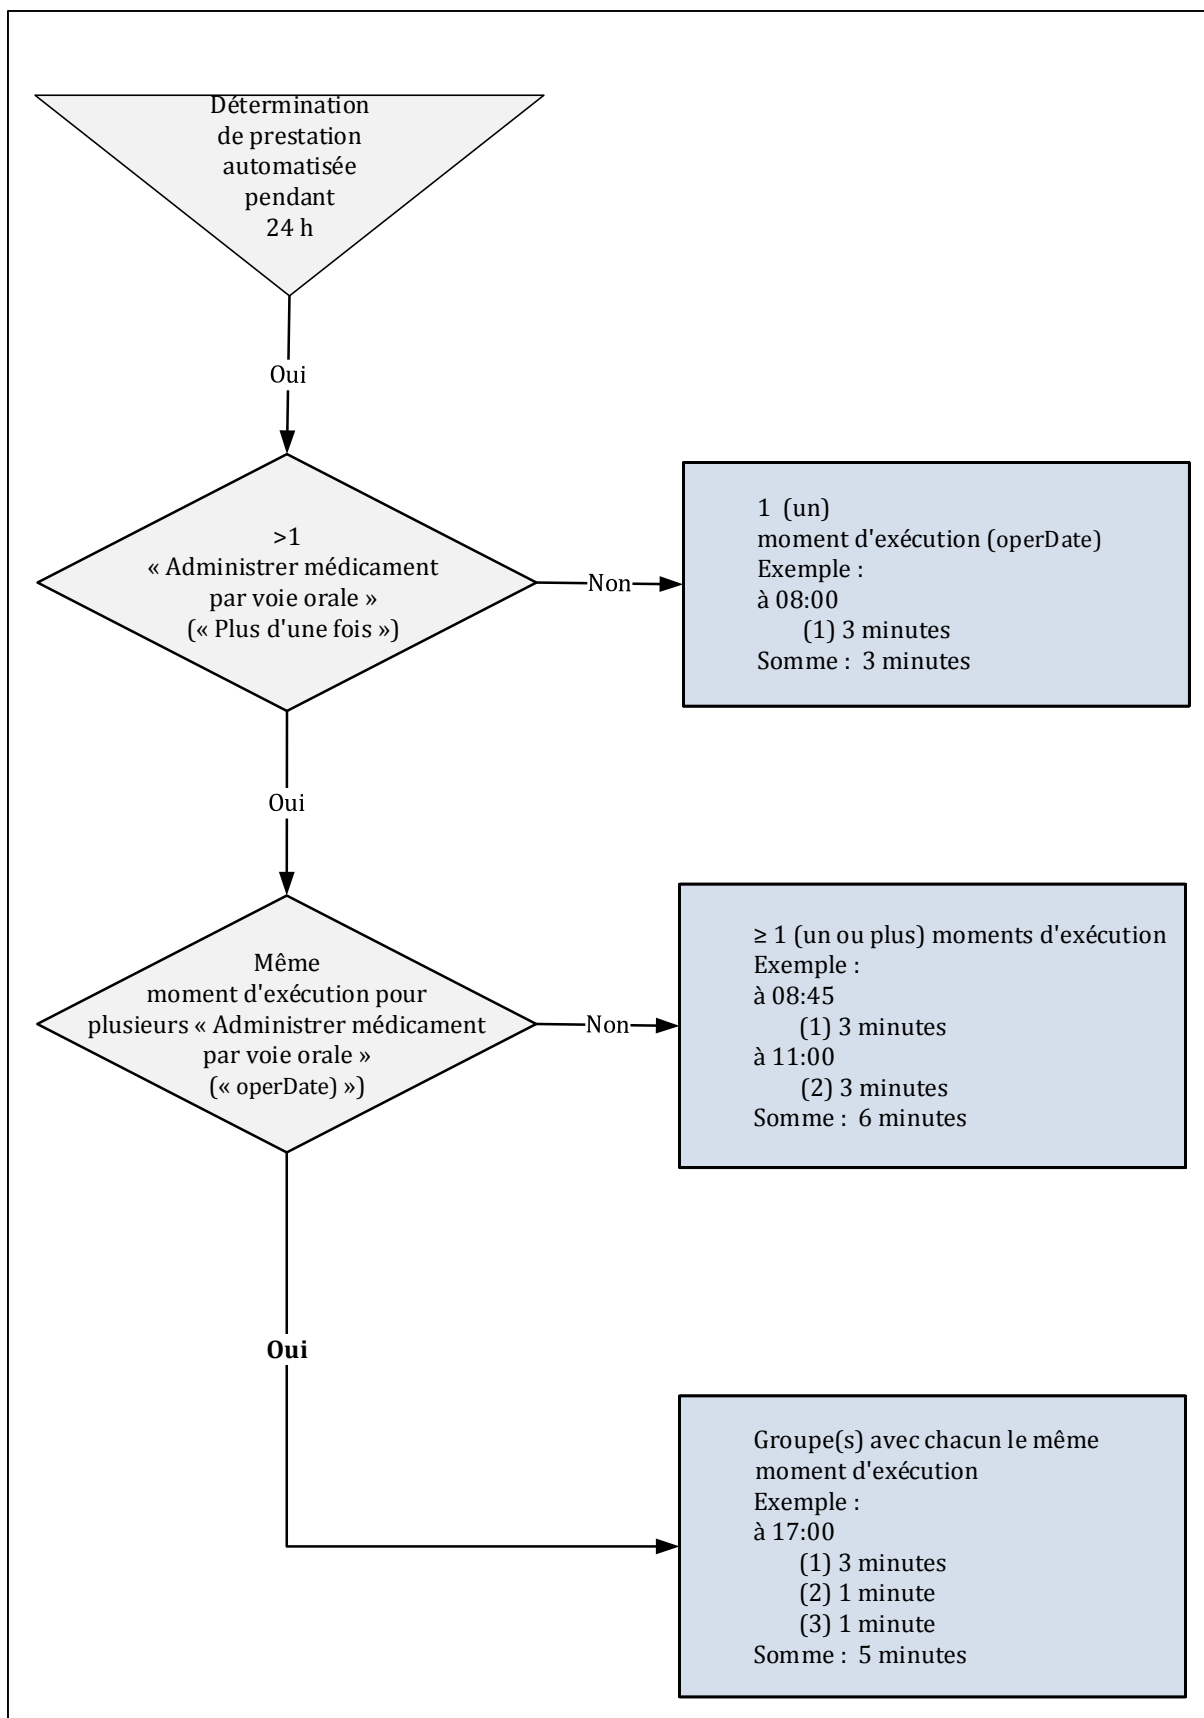 Détermination
de prestation
automatisée
pendant
24 h
Oui
>1
« Administrer médicament
par voie orale »
(« Plus d'une fois »)
Non
1  (un)
moment d'exécution (operDate)
Exemple :
à 08:00
(1) 3 minutes
Somme :  3 minutes
Oui
Même
moment d'exécution pour
plusieurs « Administrer médicament
par voie orale »
(« operDate) »)
Non
≥ 1 (un ou plus) moments d'exécution
Exemple :
à 08:45
(1) 3 minutes
à 11:00
(2) 3 minutes
Somme :  6 minutes
Oui
Groupe(s) avec chacun le même
moment d'exécution
Exemple :
à 17:00
(1) 3 minutes
(2) 1 minute
(3) 1 minute
Somme :  5 minutes